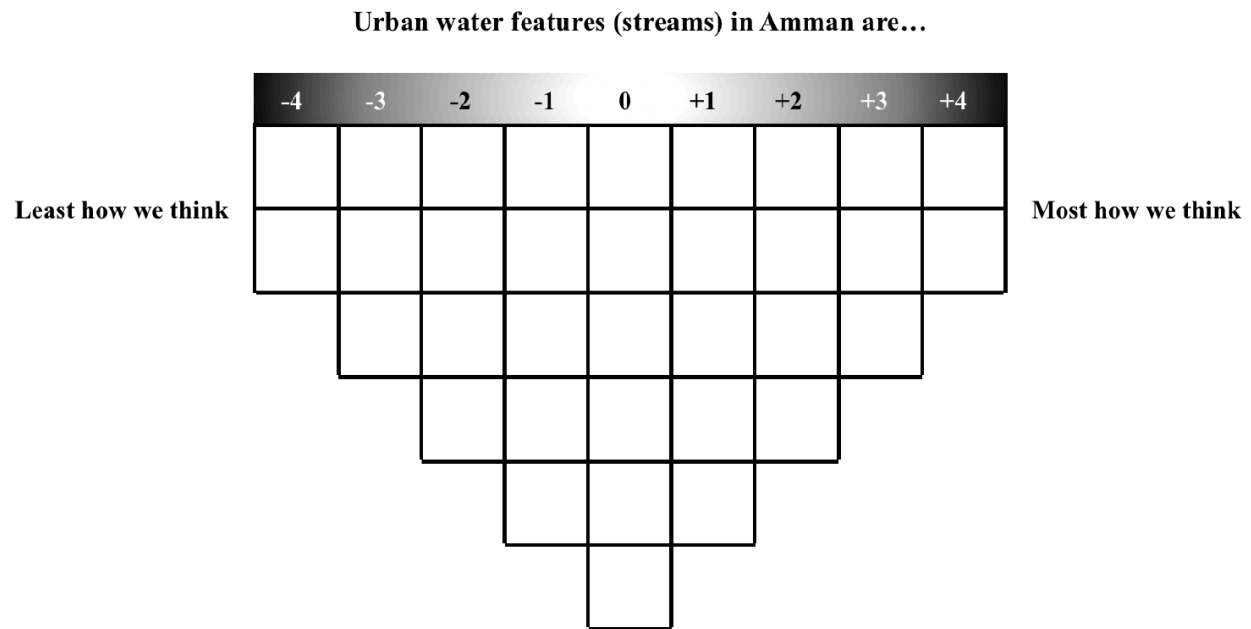 Urban water features (streams) in Amman are…
-4 -3 -2 -1 0 +1 +2 +3 +4
Least how we think
Most how we think